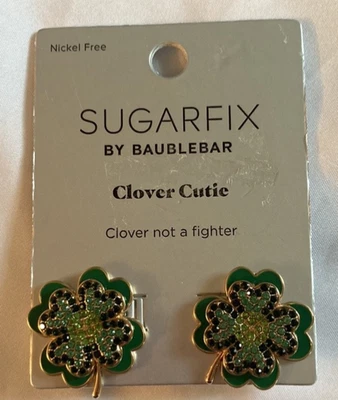 Nickel Free
SUGARFIX
BY BAUBLEBAR
Clover Cutie
Clover not a fighter